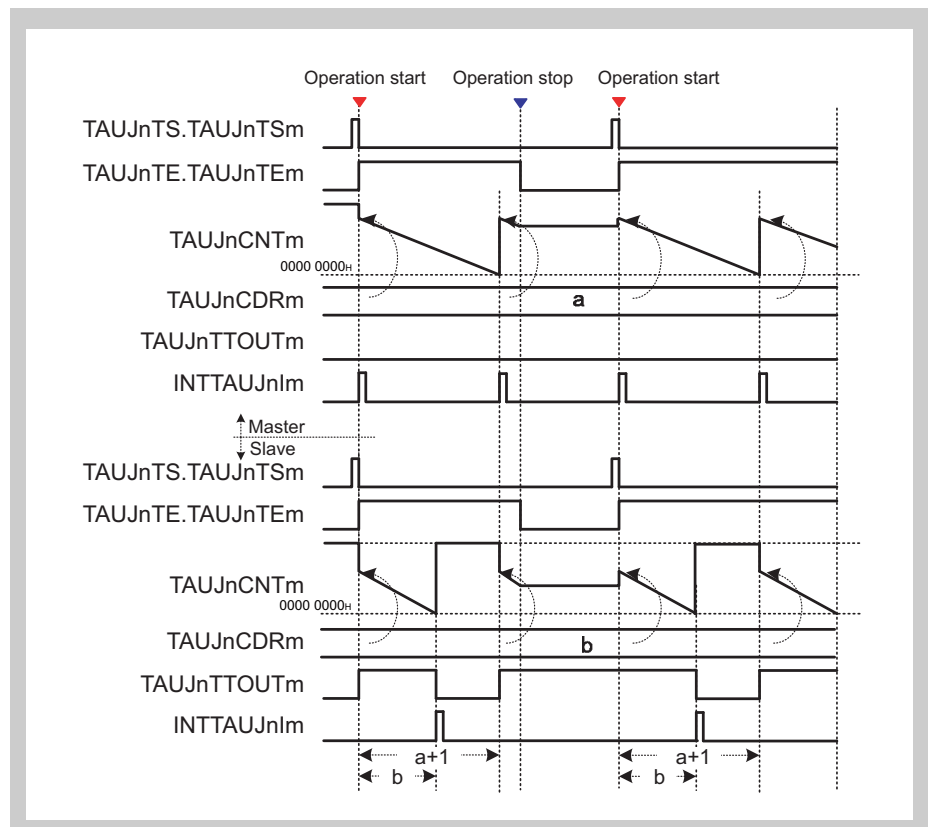 Operation start Operation stop Operation start
TAUJnTS.TAUJnTSm
TAUJnTE.TAUJnTEm
TAUJnCNTm
0000 0000H
TAUJnCDRm a
TAUJnTTOUTm
INTTAUJnIm
Master
Slave
TAUJnTS.TAUJnTSm
TAUJnTE.TAUJnTEm
TAUJnCNTm
0000 0000H
TAUJnCDRm b
TAUJnTTOUTm
INTTAUJnIm
a+1 a+1
b b